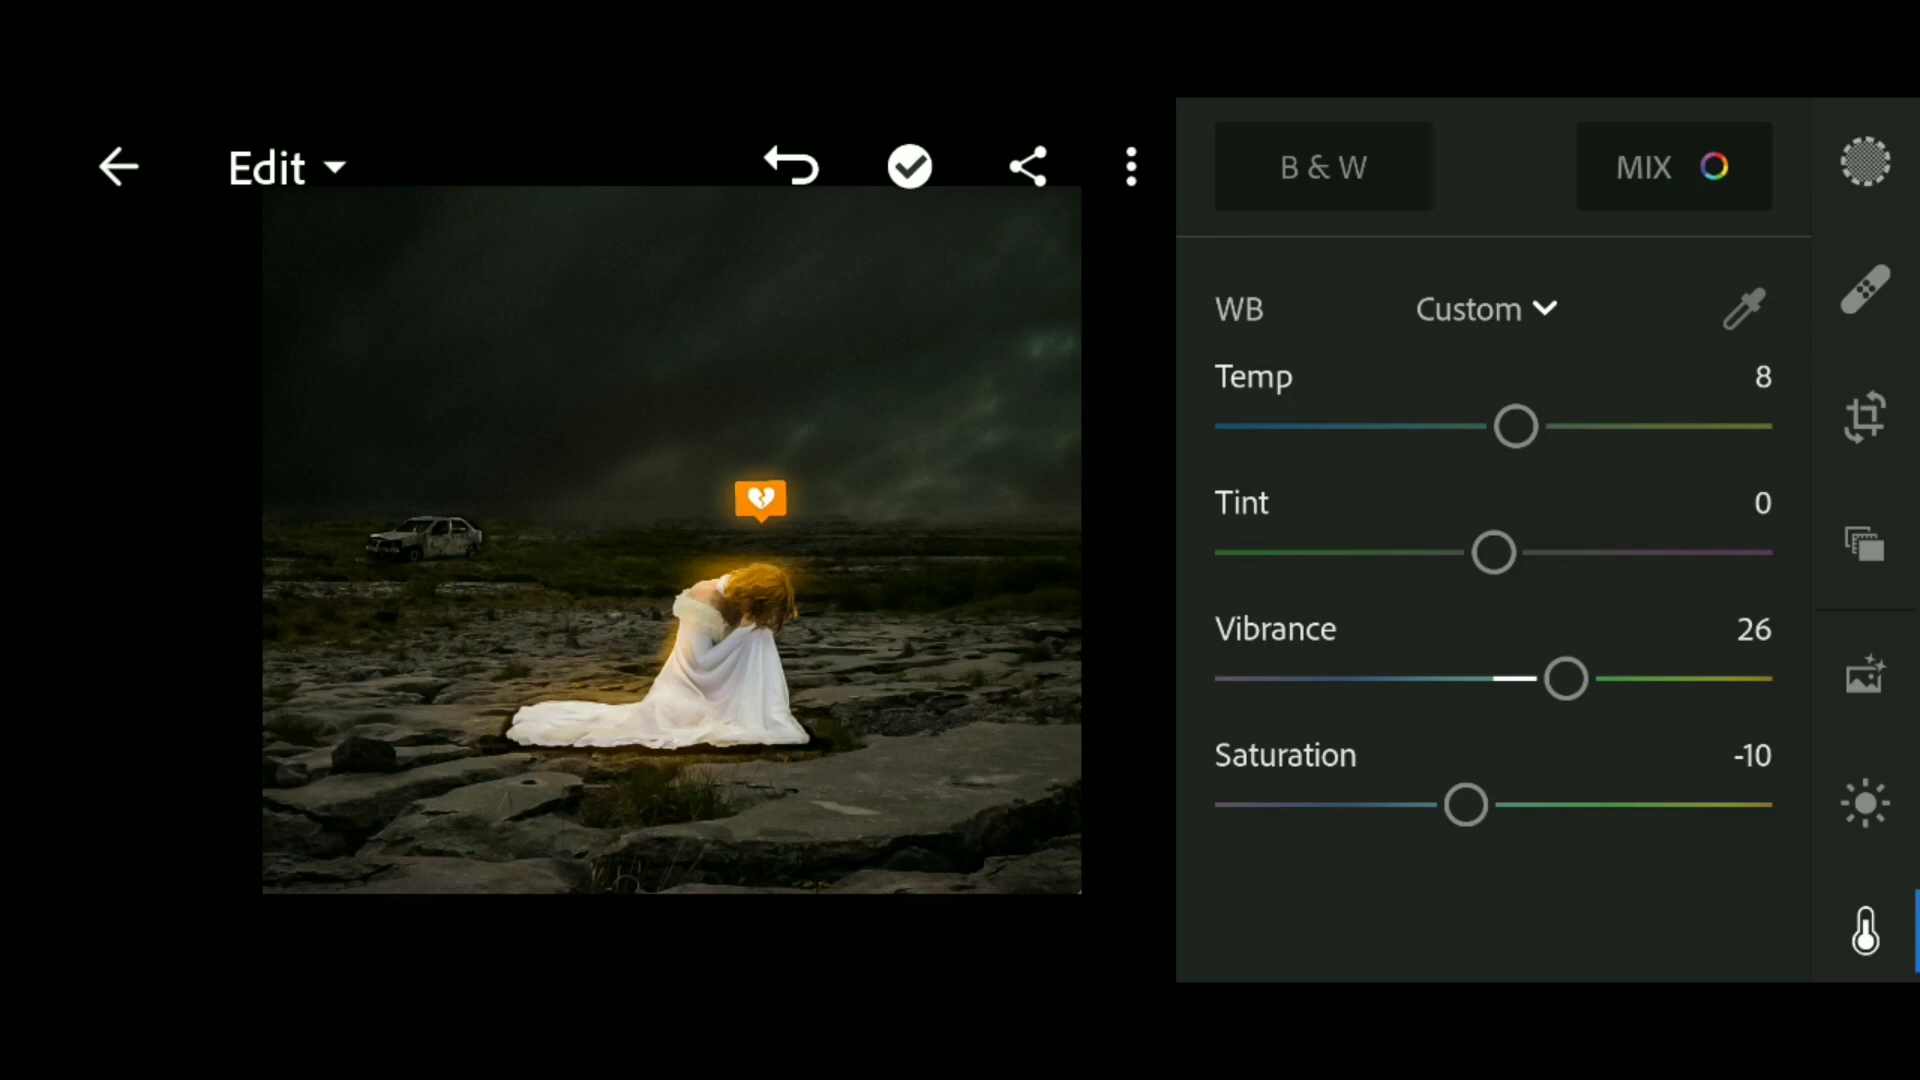 Edit
B & W
MIX
WB
Custom
Temp
8
Tint
0
Vibrance
26
Saturation
-10